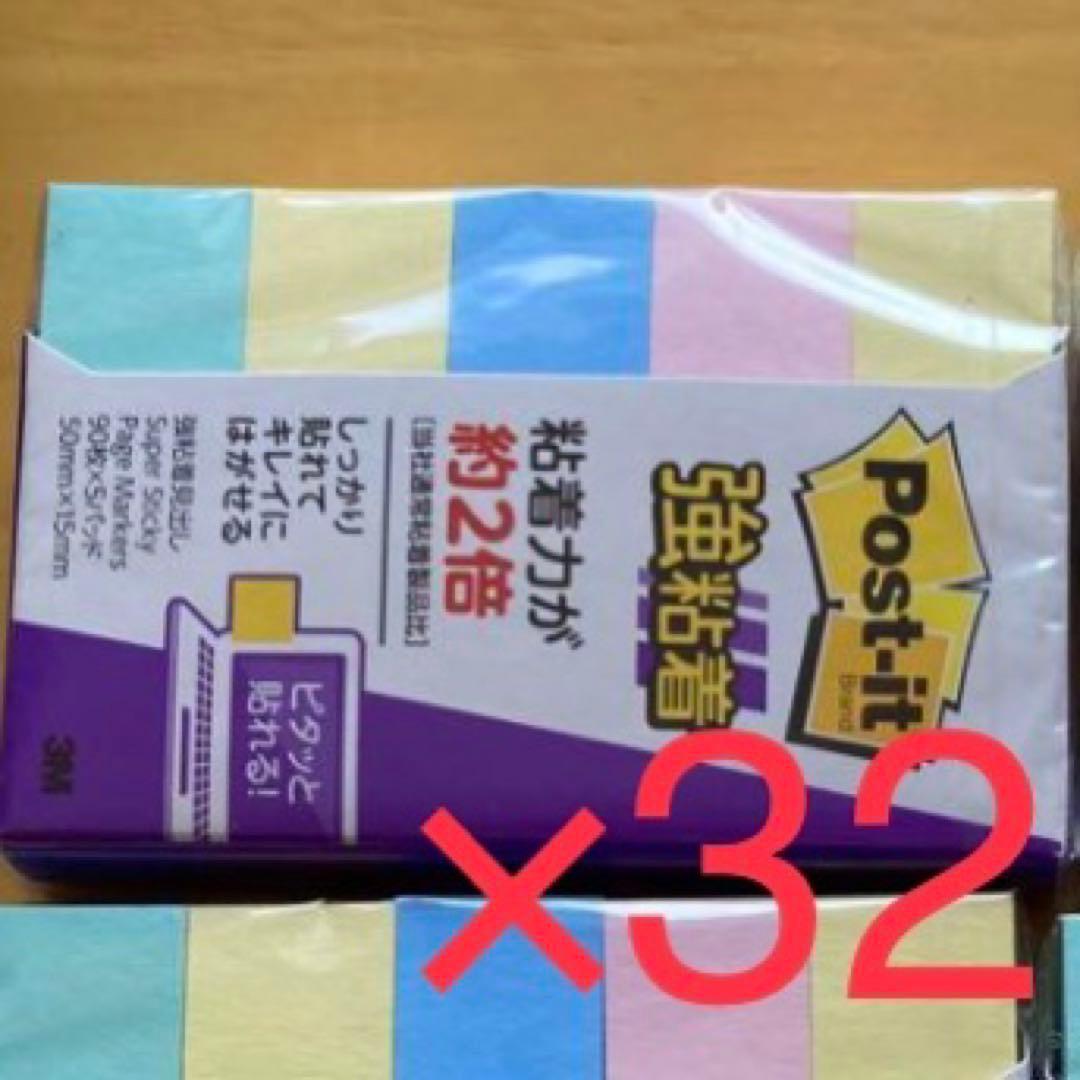 Post-it
Brand
強粘着
粘着力が
約2倍
[当社通常粘着製品比]
しっかり
貼れて
キレイに
はがせる
強粘着見出し
Super Sticky
Page Markers
90枚×5パッド
50mm×15mm
ピタッと
貼れる!
3M
×32